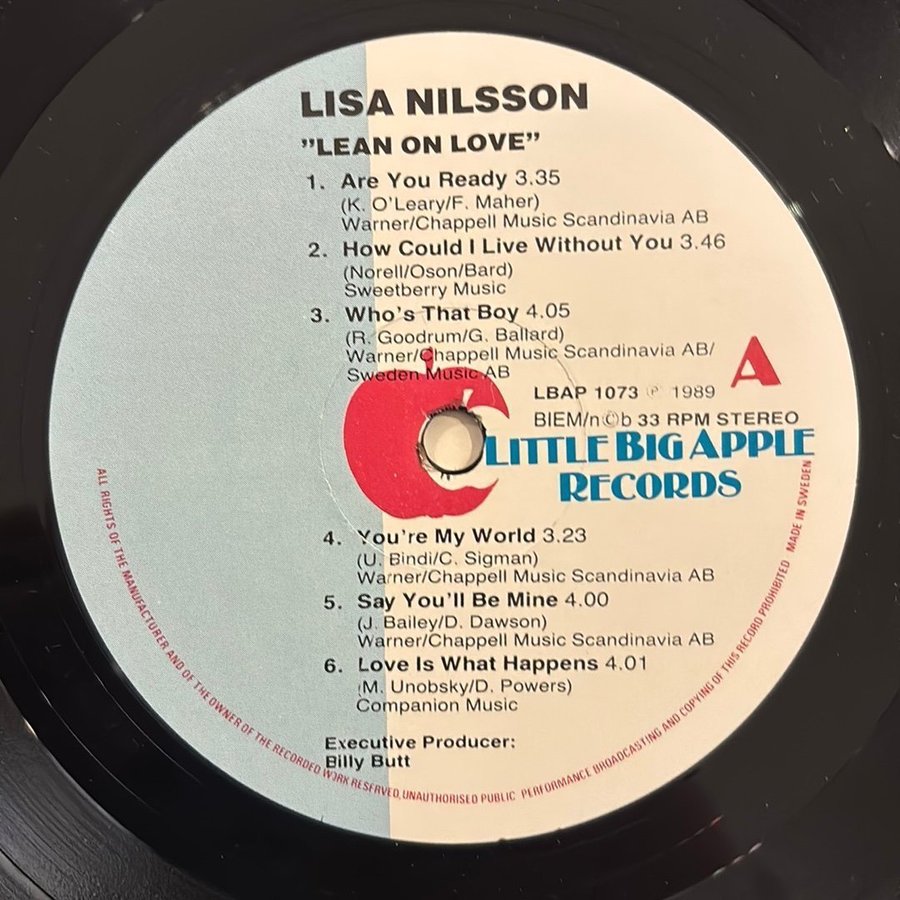 LISA NILSSON
"LEAN ON LOVE"
1. Are You Ready 3.35
(K. O'Leary/F. Maher)
Warner/Chappell Music Scandinavia AB
2. How Could I Live Without You 3.46
(Norell/Oson/Bard)
Sweetberry Music
3. Who's That Boy 4.05
(R. Goodrum/G. Ballard)
Warner/Chappell Music Scandinavia AB/
Sweden Music AB
A
LBAP 1073 ℗ 1989
BIEM/n©b 33 RPM STEREO
LITTLE BIG APPLE
RECORDS
4. You're My World 3.23
(U. Bindi/C. Sigman)
Warner/Chappell Music Scandinavia AB
5. Say You'll Be Mine 4.00
(J. Bailey/D. Dawson)
Warner/Chappell Music Scandinavia AB
6. Love Is What Happens 4.01
(M. Unobsky/D. Powers)
Companion Music
Executive Producer:
Billy Butt
ALL RIGHTS OF THE MANUFACTURER AND OF THE OWNER OF THE RECORDED WORK RESERVED, UNAUTHORISED PUBLIC PERFORMANCE BROADCASTING AND COPYING OF THIS RECORD PROHIBITED MADE IN SWEDEN